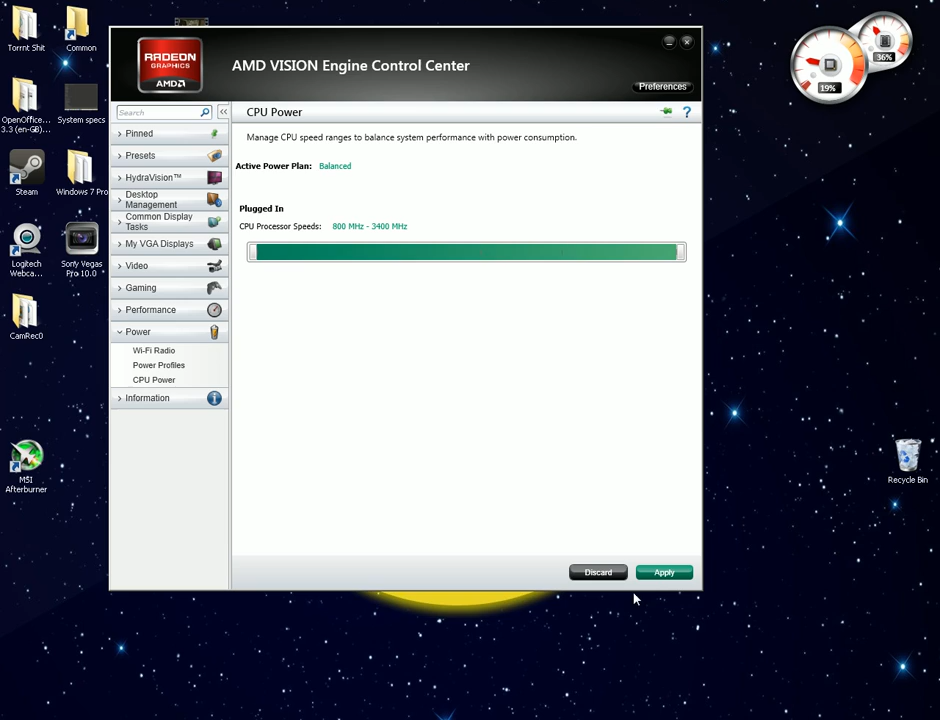 Torrnt Shit
Common
OpenOffice...
3.3 (en-GB)...
System specs
Steam
Windows 7 Pro
Logitech
Webca...
Sony Vegas
Pro 10.0
CamRec0
MSI
Afterburner
RADEON
GRAPHICS
AMD
AMD VISION Engine Control Center
Preferences
Search
<<
CPU Power
?
Pinned
Presets
HydraVision™
Desktop
Management
Common Display
Tasks
My VGA Displays
Video
Gaming
Performance
Power
Wi-Fi Radio
Power Profiles
CPU Power
Information
Manage CPU speed ranges to balance system performance with power consumption.
Active Power Plan: Balanced
Plugged In
CPU Processor Speeds: 800 MHz - 3400 MHz
Discard
Apply
19%
36%
Recycle Bin